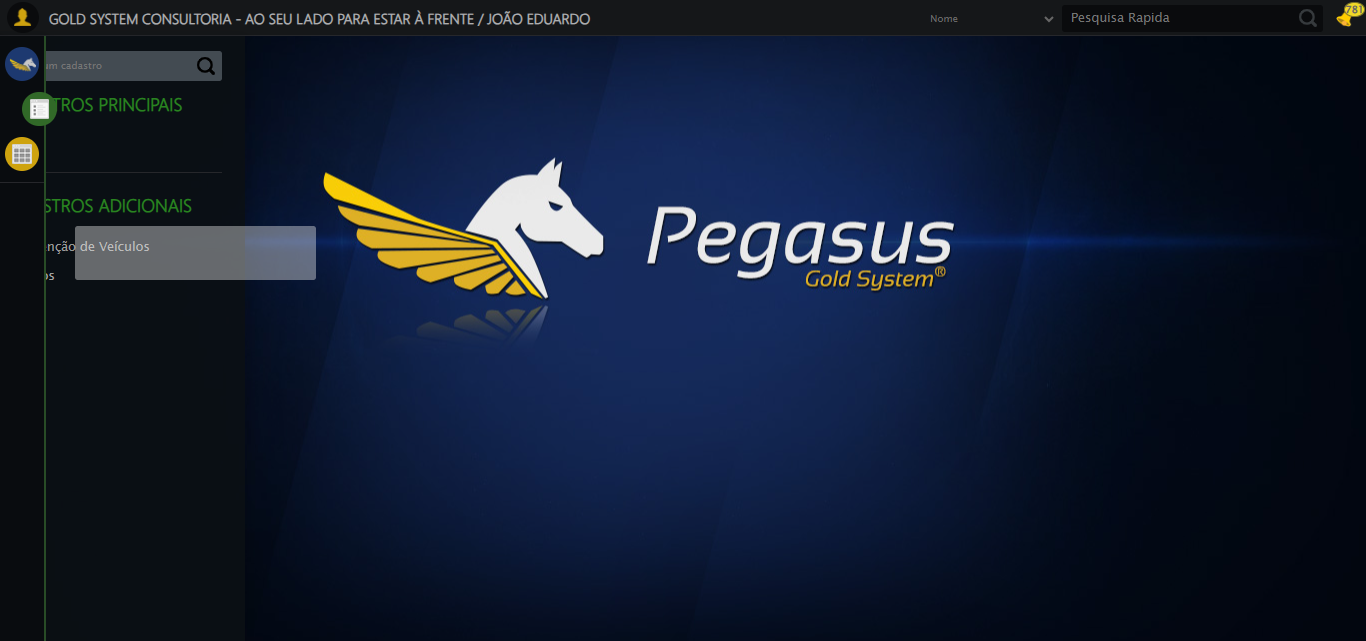 GOLD SYSTEM CONSULTORIA - AO SEU LADO PARA ESTAR À FRENTE / JOÃO EDUARDO
Nome
Pesquisa Rapida
781
um cadastro
TROS PRINCIPAIS
STROS ADICIONAIS
nção de Veículos
os
Pegasus
Gold System®